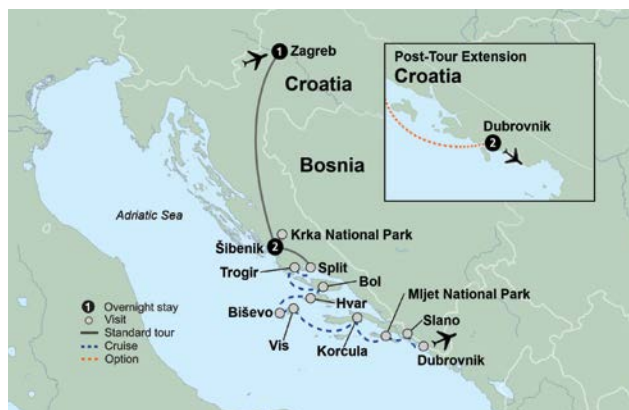 1
Zagreb
Croatia
Bosnia
Adriatic Sea
Krka National Park
Šibenik
2
Trogir
Split
Bol
Hvar
Biševo
Vis
Korcula
Mljet National Park
Slano
Dubrovnik
Post-Tour Extension
Croatia
Dubrovnik
2
1 Overnight stay
Visit
Standard tour
Cruise
Option